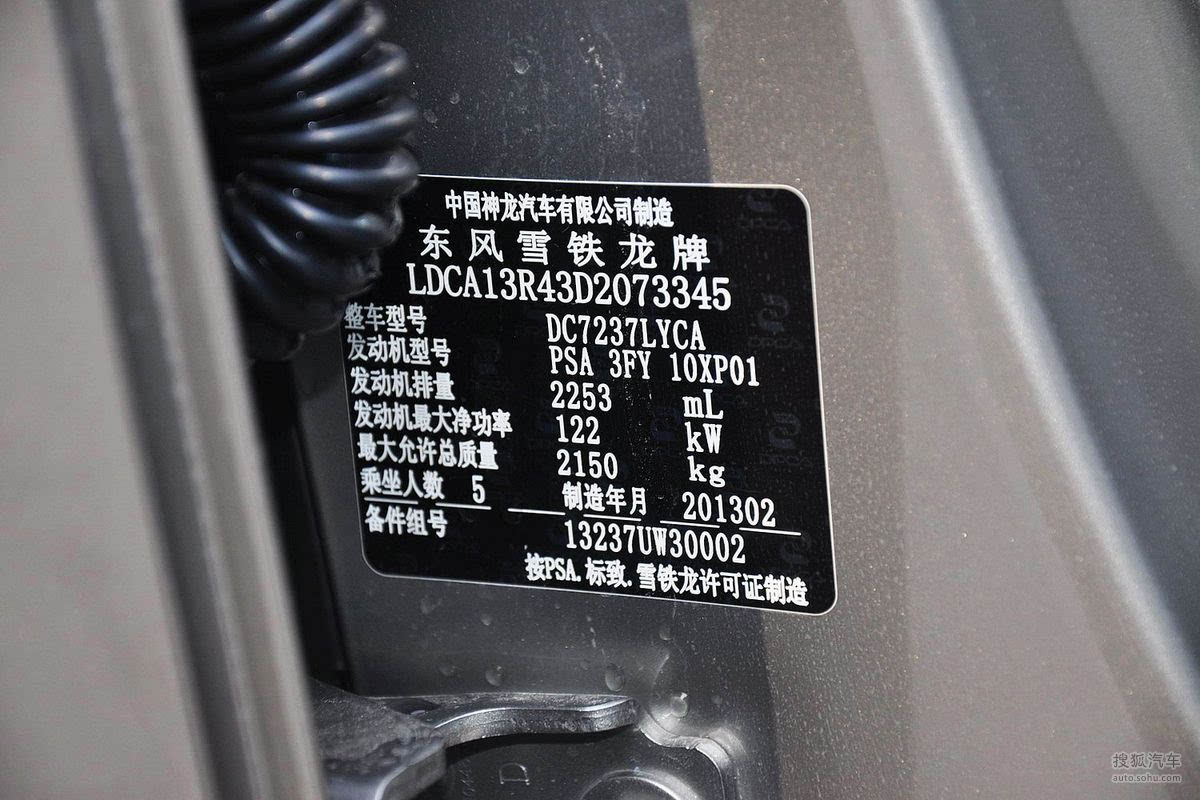 中国神龙汽车有限公司制造
东风雪铁龙牌
LDCA13R43D2073345
整车型号 DC7237LYCA
发动机型号 PSA 3FY 10XP01
发动机排量 2253 mL
发动机最大净功率 122 kW
最大允许总质量 2150 kg
乘坐人数 5 制造年月 201302
备件组号 13237UW30002
按PSA.标致.雪铁龙许可证制造
D
搜狐汽车
auto.sohu.com